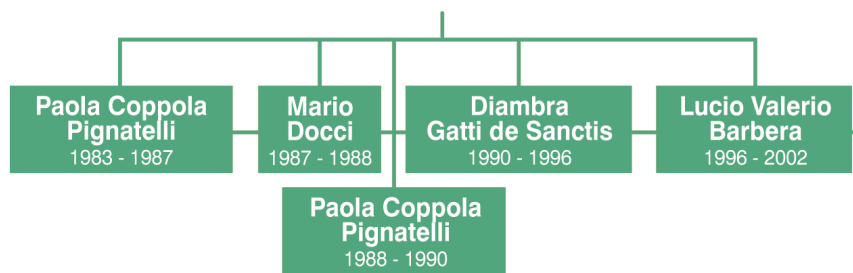 Paola Coppola
Pignatelli
1983 - 1987
Mario
Docci
1987 - 1988
Diambra
Gatti de Sanctis
1990 - 1996
Lucio Valerio
Barbera
1996 - 2002
Paola Coppola
Pignatelli
1988 - 1990